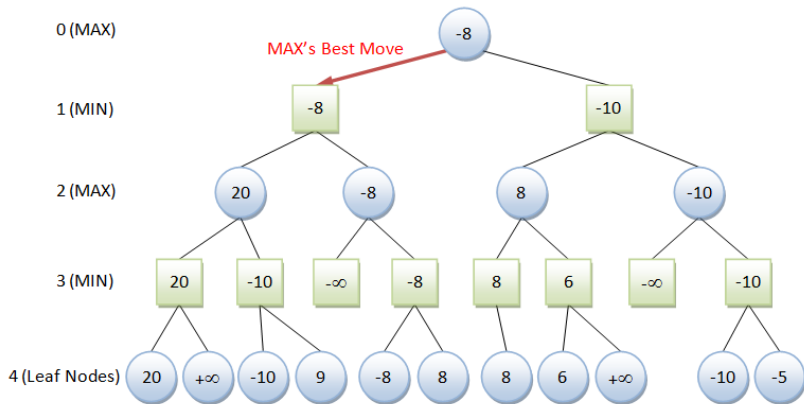 0 (MAX) -8
MAX's Best Move
1 (MIN) -8 -10
2 (MAX) 20 -8 8 -10
3 (MIN) 20 -10 -∞ -8 8 6 -∞ -10
4 (Leaf Nodes) 20 +∞ -10 9 -8 8 8 6 +∞ -10 -5